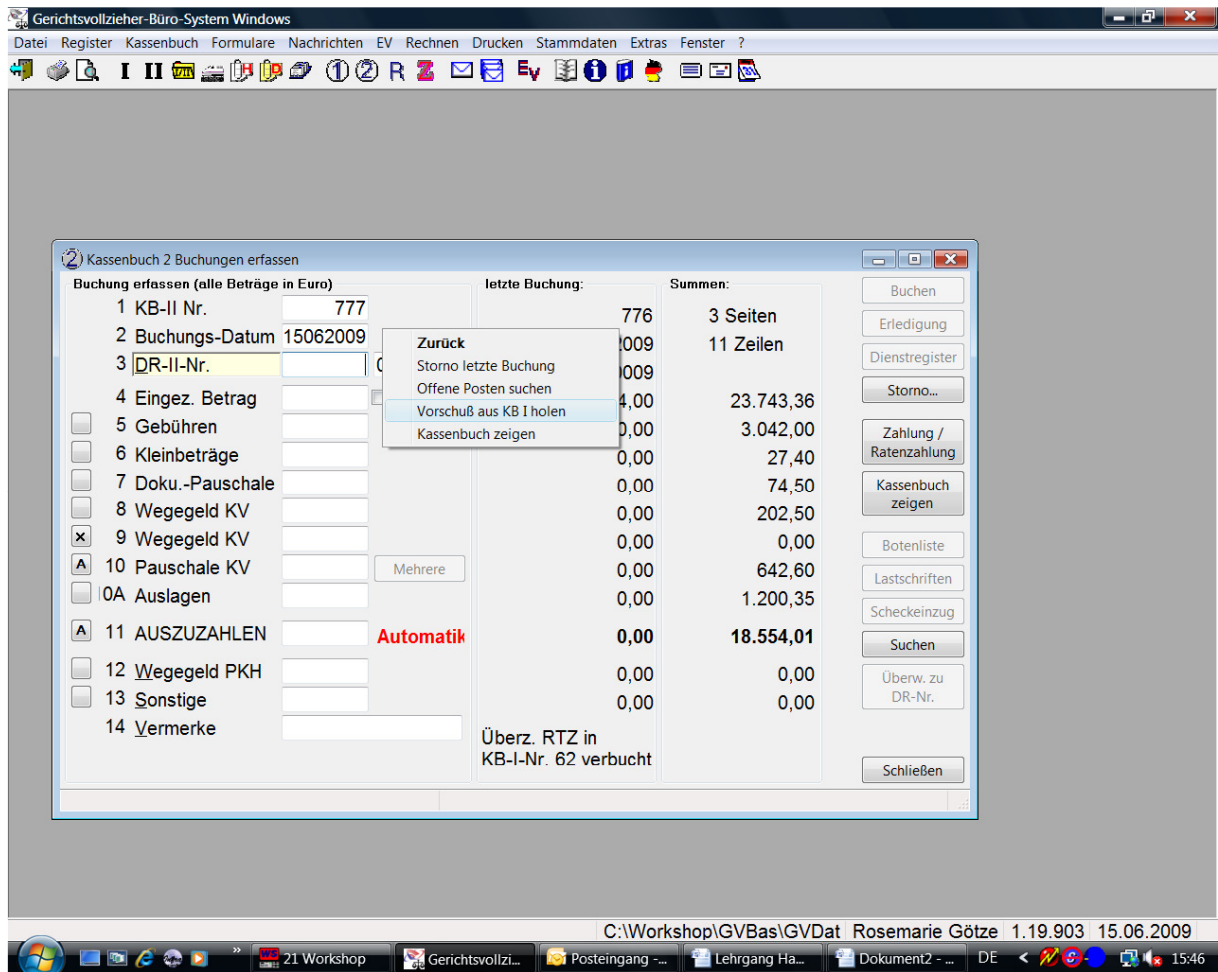 Gerichtsvollzieher-Büro-System Windows
Datei Register Kassenbuch Formulare Nachrichten EV Rechnen Drucken Stammdaten Extras Fenster ?
I II R Z Ev
Kassenbuch 2 Buchungen erfassen
Buchung erfassen (alle Beträge in Euro) letzte Buchung: Summen:
1 KB-II Nr. 777 776 3 Seiten
2 Buchungs-Datum 15062009 2009 11 Zeilen
3 DR-II-Nr. 0 2009
4 Eingez. Betrag 4,00 23.743,36
5 Gebühren 0,00 3.042,00
6 Kleinbeträge 0,00 27,40
7 Doku.-Pauschale 0,00 74,50
8 Wegegeld KV 0,00 202,50
X 9 Wegegeld KV 0,00 0,00
A 10 Pauschale KV Mehrere 0,00 642,60
0A Auslagen 0,00 1.200,35
A 11 AUSZUZAHLEN Automatik 0,00 18.554,01
12 Wegegeld PKH 0,00 0,00
13 Sonstige 0,00 0,00
14 Vermerke
Überz. RTZ in
KB-I-Nr. 62 verbucht
Zurück
Storno letzte Buchung
Offene Posten suchen
Vorschuß aus KB I holen
Kassenbuch zeigen
Buchen
Erledigung
Dienstregister
Storno...
Zahlung /
Ratenzahlung
Kassenbuch
zeigen
Botenliste
Lastschriften
Scheckeinzug
Suchen
Überw. zu
DR-Nr.
Schließen
C:\Workshop\GVBas\GVDat Rosemarie Götze 1.19.903 15.06.2009
21 Workshop Gerichtsvollzi... Posteingang -... Lehrgang Ha... Dokument2 - ... DE < 15:46